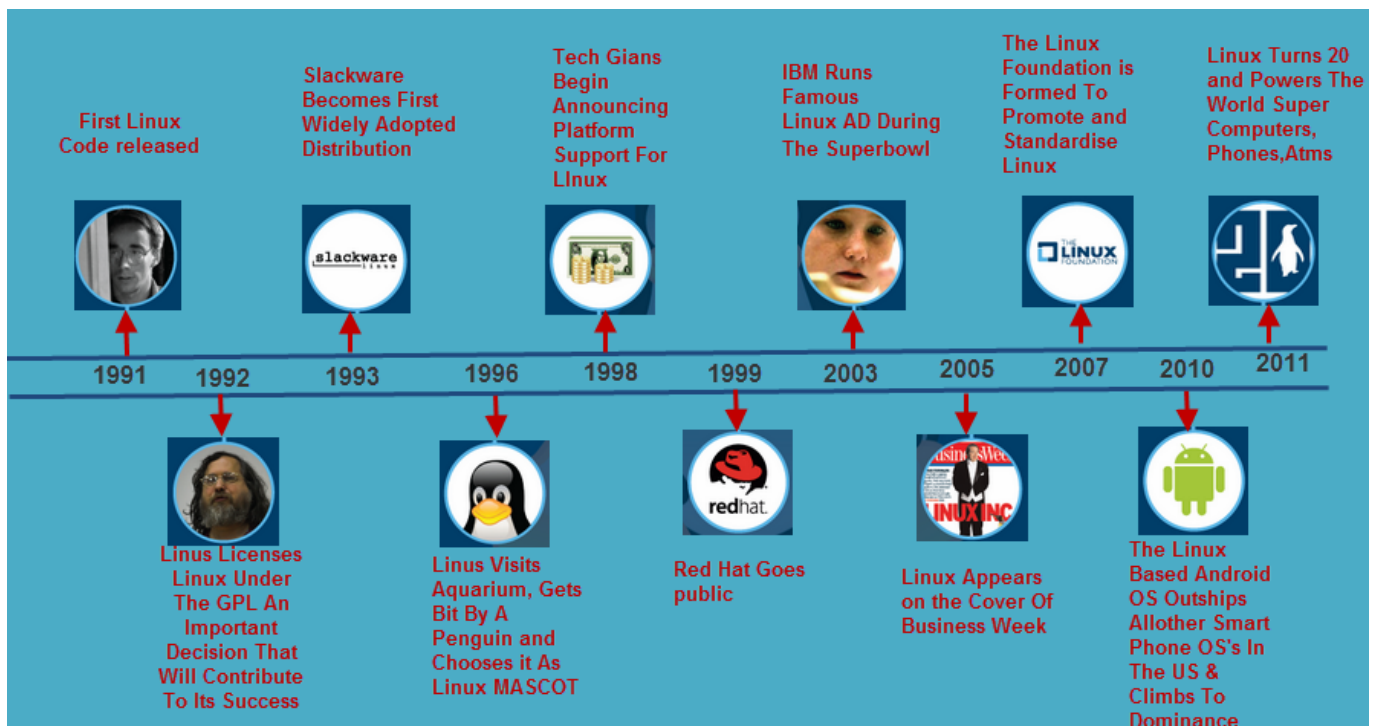 First Linux
Code released
Slackware
Becomes First
Widely Adopted
Distribution
Tech Gians
Begin
Announcing
Platform
Support For
LInux
IBM Runs
Famous
Linux AD During
The Superbowl
The Linux
Foundation is
Formed To
Promote and
Standardise
Linux
Linux Turns 20
and Powers The
World Super
Computers,
Phones,Atms
slackware
linux
THE
LINUX
FOUNDATION
1991
1992
1993
1996
1998
1999
2003
2005
2007
2010
2011
redhat.
BusinessWeek
LINUX INC
Linus Licenses
Linux Under
The GPL An
Important
Decision That
Will Contribute
To Its Success
Linus Visits
Aquarium, Gets
Bit By A
Penguin and
Chooses it As
Linux MASCOT
Red Hat Goes
public
Linux Appears
on the Cover Of
Business Week
The Linux
Based Android
OS Outships
Allother Smart
Phone OS's In
The US &
Climbs To
Dominance